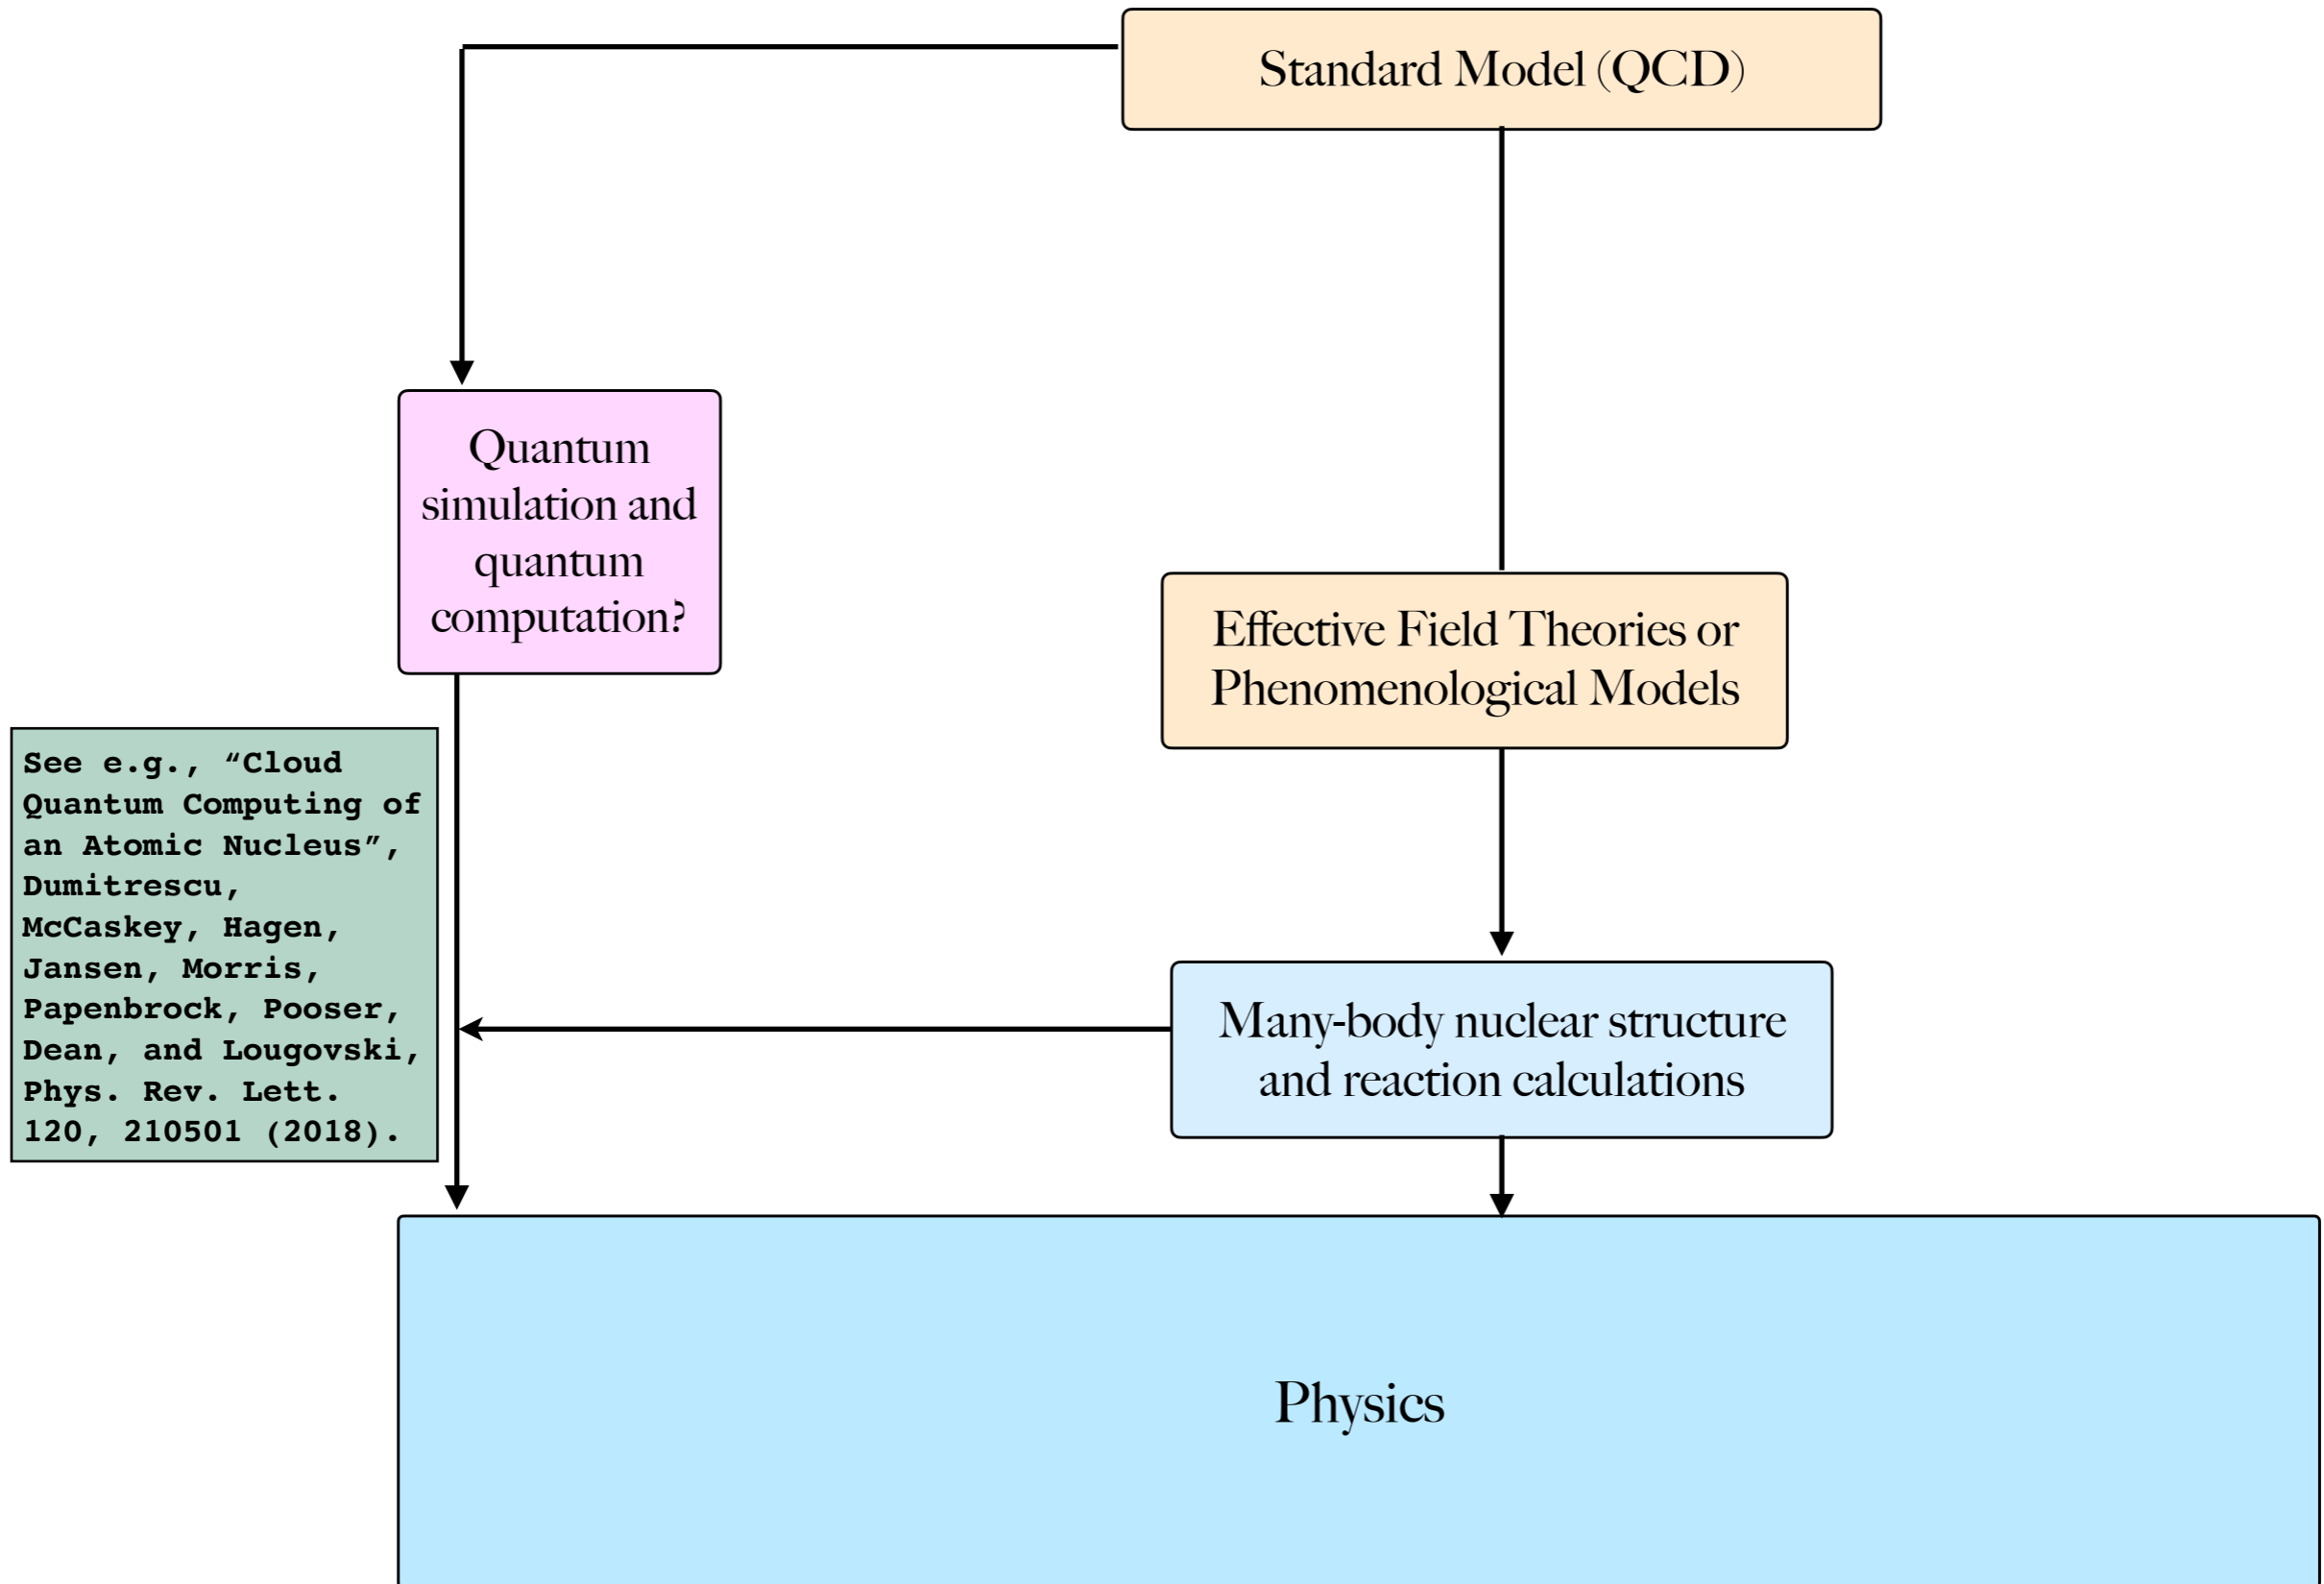 Standard Model (QCD)
Quantum
simulation and
quantum
computation?
Effective Field Theories or
Phenomenological Models
See e.g., “Cloud
Quantum Computing of
an Atomic Nucleus”,
Dumitrescu,
McCaskey, Hagen,
Jansen, Morris,
Papenbrock, Pooser,
Dean, and Lougovski,
Phys. Rev. Lett.
120, 210501 (2018).
Many-body nuclear structure
and reaction calculations
Physics